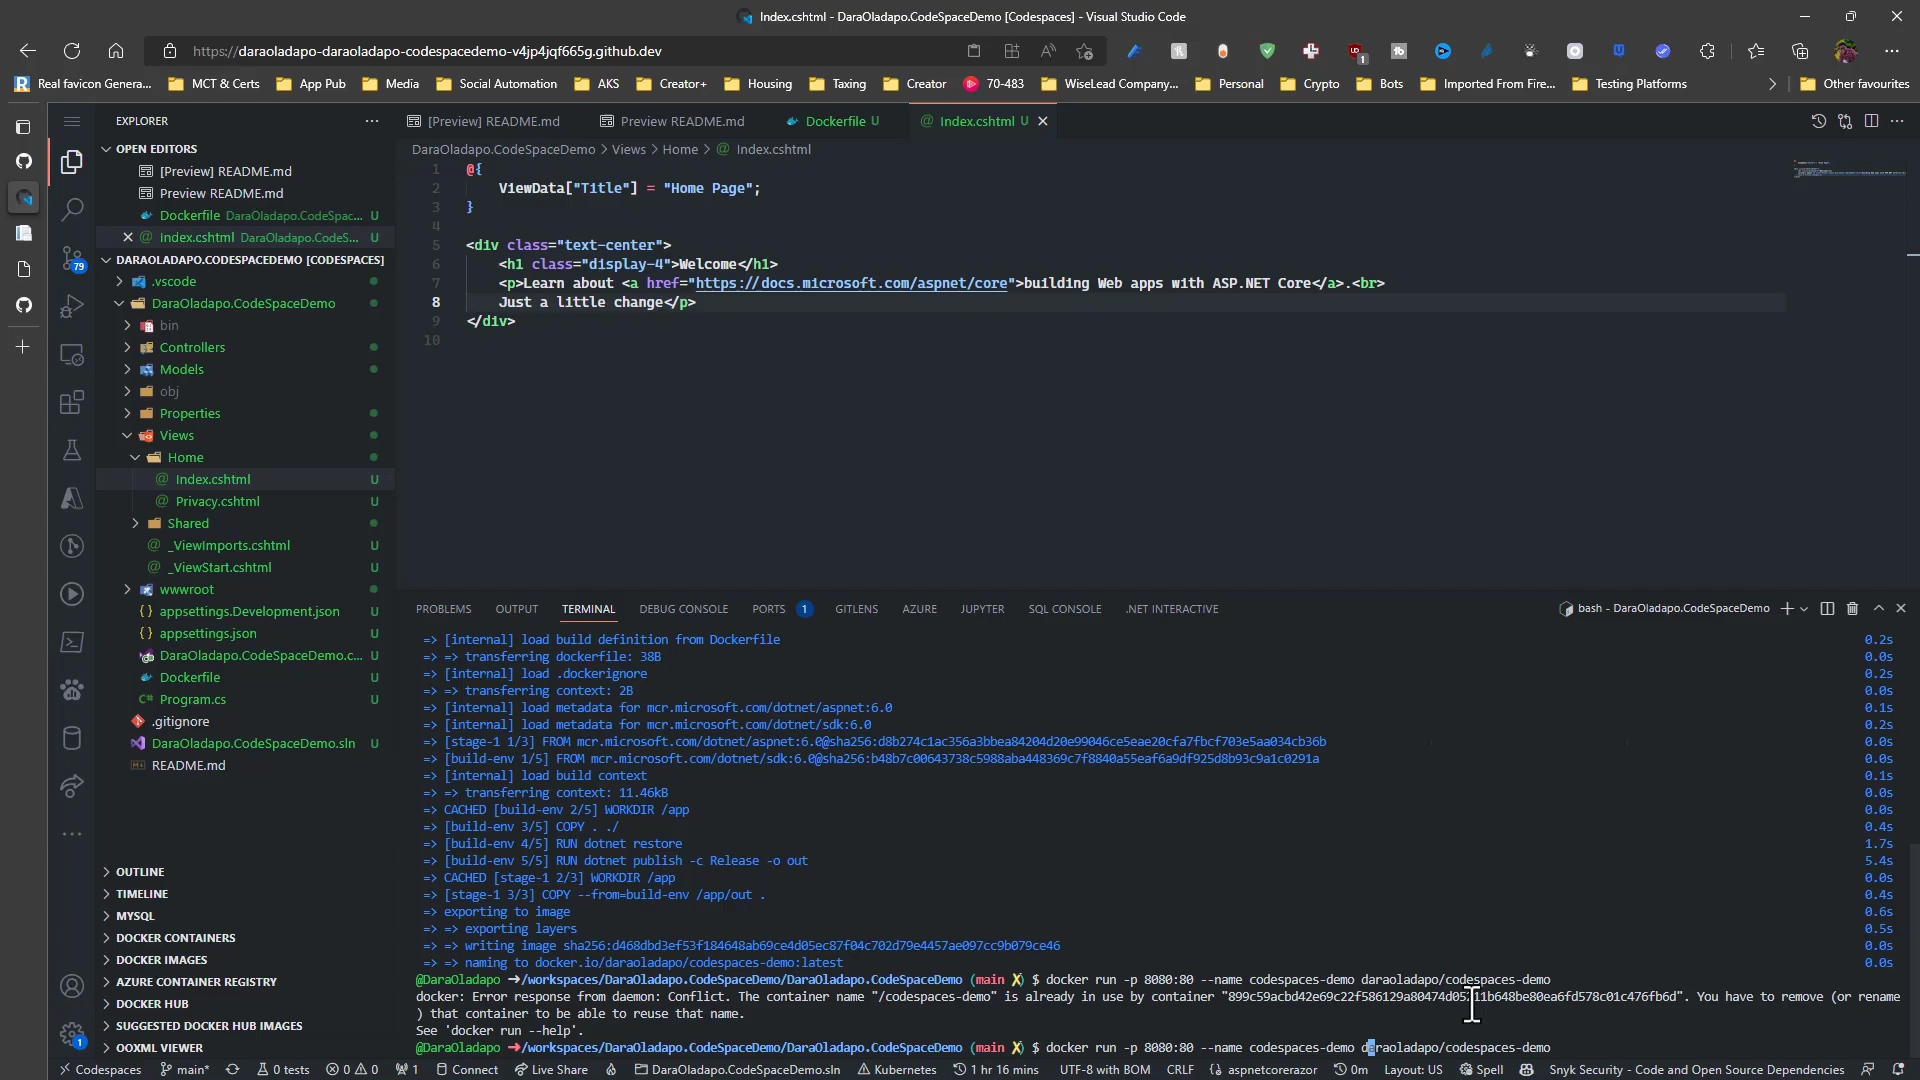 Index.cshtml - DaraOladapo.CodeSpaceDemo [Codespaces] - Visual Studio Code
https://daraoladapo-daraoladapo-codespacedemo-v4jp4jqf665g.github.dev
Real favicon Genera... MCT & Certs App Pub Media Social Automation AKS Creator+ Housing Taxing Creator 70-483 WiseLead Company,... Personal Crypto Bots Imported From Fire... Testing Platforms Other favourites
EXPLORER
[Preview] README.md Preview README.md Dockerfile U Index.cshtml U
OPEN EDITORS
DaraOladapo.CodeSpaceDemo > Views > Home > Index.cshtml
[Preview] README.md
Preview README.md
Dockerfile DaraOladapo.CodeSpac... U
Index.cshtml DaraOladapo.CodeS... U
DARAOLADAPO.CODESPACEDEMO [CODESPACES]
.vscode
DaraOladapo.CodeSpaceDemo
bin
Controllers
Models
obj
Properties
Views
Home
Index.cshtml U
Privacy.cshtml U
Shared
_ViewImports.cshtml U
_ViewStart.cshtml U
wwwroot
appsettings.Development.json U
appsettings.json U
DaraOladapo.CodeSpaceDemo.c... U
Dockerfile U
Program.cs U
.gitignore
DaraOladapo.CodeSpaceDemo.sln U
README.md
OUTLINE
TIMELINE
MYSQL
DOCKER CONTAINERS
DOCKER IMAGES
AZURE CONTAINER REGISTRY
DOCKER HUB
SUGGESTED DOCKER HUB IMAGES
OOXML VIEWER
79
1
1 @{
2 ViewData["Title"] = "Home Page";
3 }
4
5 <div class="text-center">
6 <h1 class="display-4">Welcome</h1>
7 <p>Learn about <a href="https://docs.microsoft.com/aspnet/core">building Web apps with ASP.NET Core</a>.<br>
8 Just a little change</p>
9 </div>
10
PROBLEMS OUTPUT TERMINAL DEBUG CONSOLE PORTS 1 GITLENS AZURE JUPYTER SQL CONSOLE .NET INTERACTIVE bash - DaraOladapo.CodeSpaceDemo
=> [internal] load build definition from Dockerfile 0.2s
=> => transferring dockerfile: 38B 0.0s
=> [internal] load .dockerignore 0.2s
=> => transferring context: 2B 0.0s
=> [internal] load metadata for mcr.microsoft.com/dotnet/aspnet:6.0 0.1s
=> [internal] load metadata for mcr.microsoft.com/dotnet/sdk:6.0 0.2s
=> [stage-1 1/3] FROM mcr.microsoft.com/dotnet/aspnet:6.0@sha256:d8b274c1ac356a3bbea84204d20e99046ce5eae20cfa7fbcf703e5aa034cb36b 0.0s
=> [build-env 1/5] FROM mcr.microsoft.com/dotnet/sdk:6.0@sha256:b48b7c00643738c5988aba448369c7f8840a55eaf6a9df925d8b93c9a1c0291a 0.0s
=> [internal] load build context 0.1s
=> => transferring context: 11.46kB 0.0s
=> CACHED [build-env 2/5] WORKDIR /app 0.0s
=> [build-env 3/5] COPY . ./ 0.4s
=> [build-env 4/5] RUN dotnet restore 1.7s
=> [build-env 5/5] RUN dotnet publish -c Release -o out 5.4s
=> CACHED [stage-1 2/3] WORKDIR /app 0.0s
=> [stage-1 3/3] COPY --from=build-env /app/out . 0.4s
=> exporting to image 0.6s
=> => exporting layers 0.5s
=> => writing image sha256:d468dbd3ef53f184648ab69ce4d05ec87f04c702d79e4457ae097cc9b079ce46 0.0s
=> => naming to docker.io/daraoladapo/codespaces-demo:latest 0.0s
@DaraOladapo ➜/workspaces/DaraOladapo.CodeSpaceDemo/DaraOladapo.CodeSpaceDemo (main ✗) $ docker run -p 8080:80 --name codespaces-demo daraoladapo/codespaces-demo
docker: Error response from daemon: Conflict. The container name "/codespaces-demo" is already in use by container "899c59acbd42e69c22f586129a80474d05211b648be80ea6fd578c01c476fb6d". You have to remove (or rename
) that container to be able to reuse that name.
See 'docker run --help'.
@DaraOladapo ➜/workspaces/DaraOladapo.CodeSpaceDemo/DaraOladapo.CodeSpaceDemo (main ✗) $ docker run -p 8080:80 --name codespaces-demo daraoladapo/codespaces-demo
Codespaces main* 0 tests 0 0 1 Connect Live Share DaraOladapo.CodeSpaceDemo.sln Kubernetes 1 hr 16 mins UTF-8 with BOM CRLF aspnetcorerazor 0m Layout: US Spell Snyk Security - Code and Open Source Dependencies